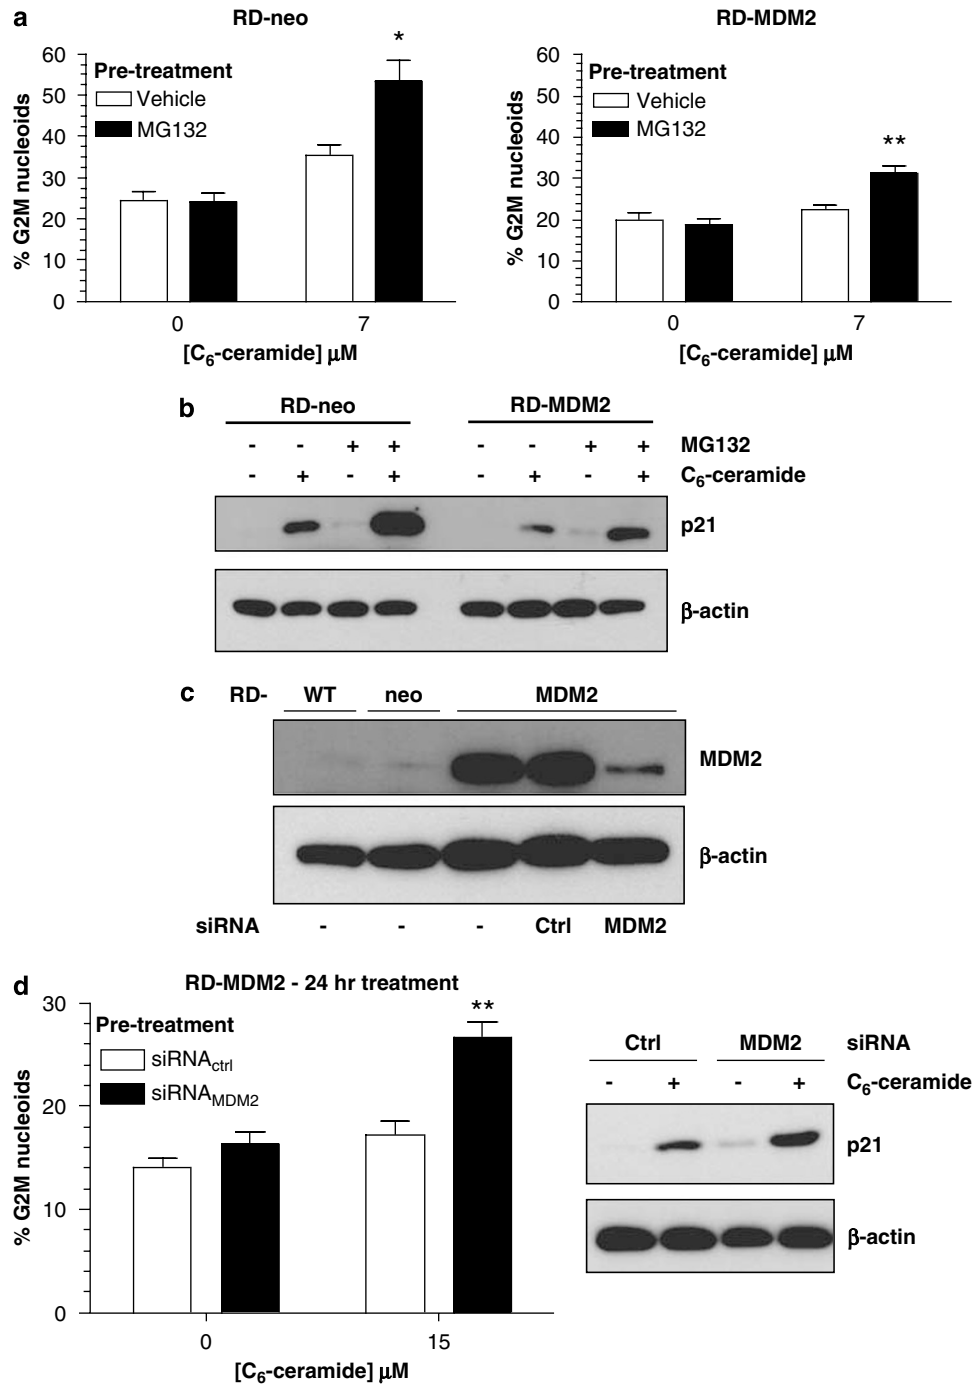 a
RD-neo
RD-MDM2
*
**
60
50
40
30
20
10
0
% G2M nucleoids
Pre-treatment
Vehicle
MG132
0 7
[C6-ceramide] μM
60
50
40
30
20
10
0
% G2M nucleoids
Pre-treatment
Vehicle
MG132
0 7
[C6-ceramide] μM
b
RD-neo RD-MDM2
- - + + - - + + MG132
- + - + - + - + C6-ceramide
p21
β-actin
c RD- WT neo MDM2
MDM2
β-actin
siRNA - - - Ctrl MDM2
d
RD-MDM2 - 24 hr treatment
**
30
20
10
0
% G2M nucleoids
Pre-treatment
siRNActrl
siRNAMDM2
0 15
[C6-ceramide] μM
Ctrl MDM2 siRNA
- + - + C6-ceramide
p21
β-actin